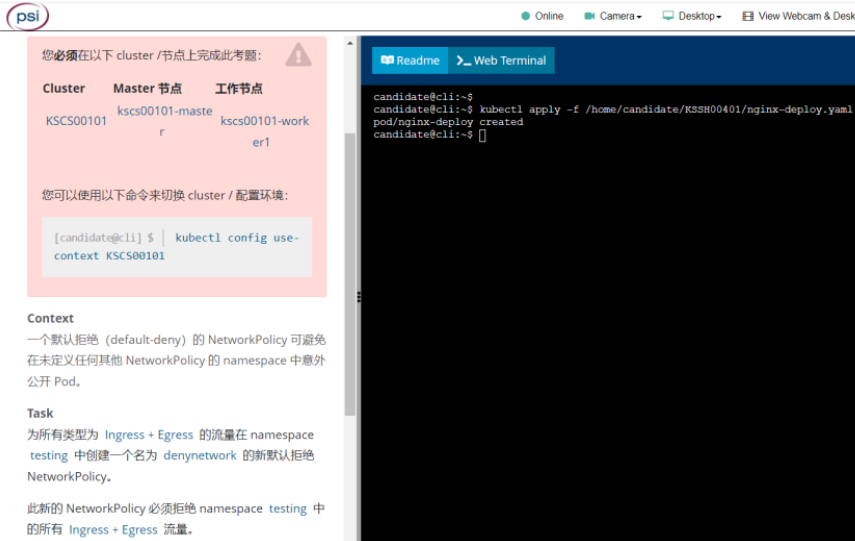 psi
Online Camera Desktop View Webcam & Desk
您必须在以下 cluster /节点上完成此考题：
Cluster Master 节点 工作节点
KSCS00101 kscs00101-maste
r kscs00101-work
er1
您可以使用以下命令来切换 cluster / 配置环境：
[candidate@cli] $ kubectl config use-
context KSCS00101
Context
一个默认拒绝（default-deny）的 NetworkPolicy 可避免
在未定义任何其他 NetworkPolicy 的 namespace 中意外
公开 Pod。
Task
为所有类型为 Ingress + Egress 的流量在 namespace
testing 中创建一个名为 denynetwork 的新默认拒绝
NetworkPolicy。
此新的 NetworkPolicy 必须拒绝 namespace testing 中
的所有 Ingress + Egress 流量。
Readme Web Terminal
candidate@cli:~$
candidate@cli:~$ kubectl apply -f /home/candidate/KSSH00401/nginx-deploy.yaml
pod/nginx-deploy created
candidate@cli:~$